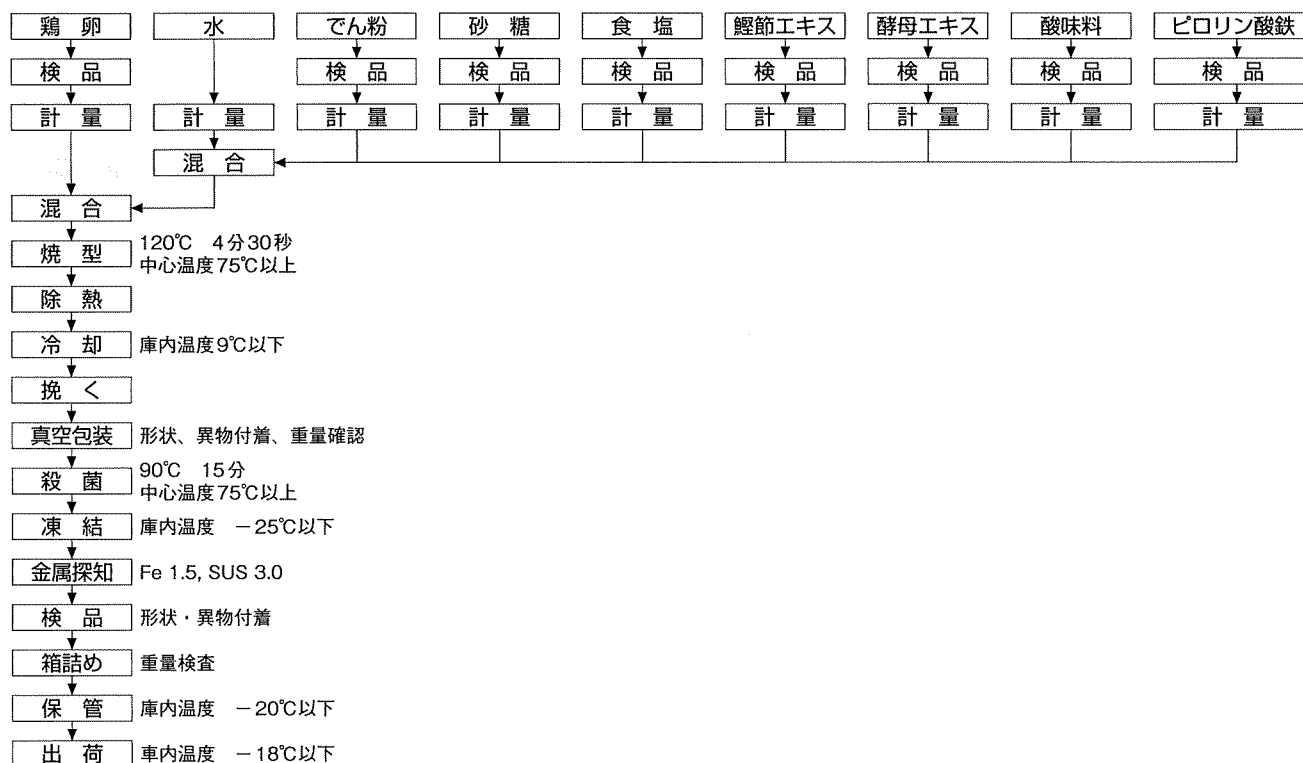 鶏 卵 水 でん粉 砂 糖 食 塩 鰹節エキス 酵母エキス 酸味料 ピロリン酸鉄
検 品 検 品 検 品 検 品 検 品 検 品 検 品 検 品
計 量 計 量 計 量 計 量 計 量 計 量 計 量 計 量 計 量
混 合
混 合
焼 型 120℃ 4分30秒
中心温度75℃以上
除 熱
冷 却 庫内温度9℃以下
挽 く
真空包装 形状、異物付着、重量確認
殺 菌 90℃ 15分
中心温度75℃以上
凍 結 庫内温度 －25℃以下
金属探知 Fe 1.5, SUS 3.0
検 品 形状・異物付着
箱詰め 重量検査
保 管 庫内温度 －20℃以下
出 荷 車内温度 －18℃以下